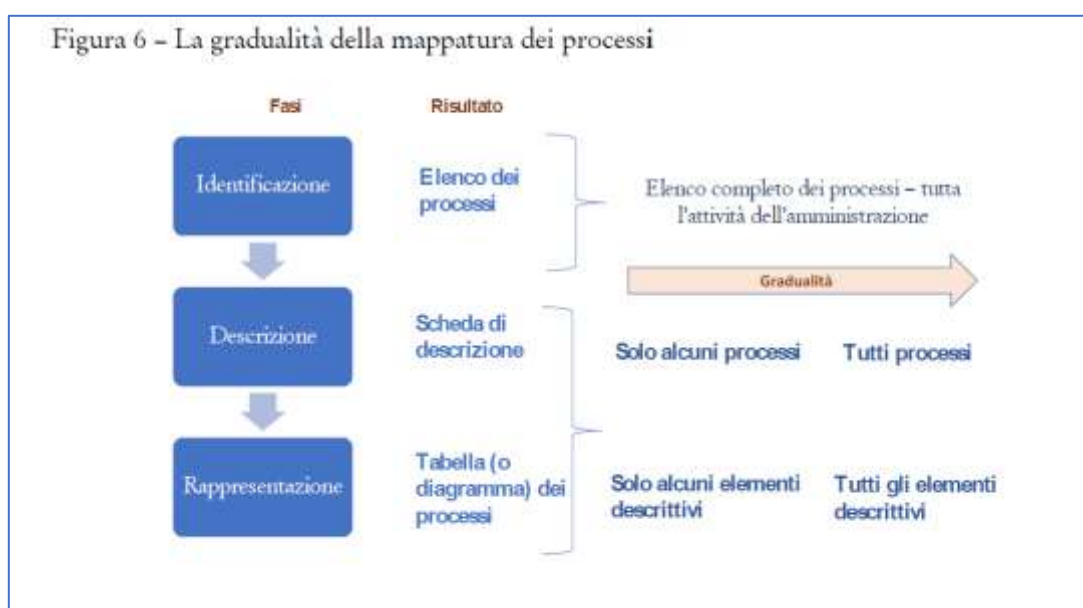 Figura 6 – La gradualità della mappatura dei processi
Fasi
Risultato
Identificazione
Elenco dei
processi
Elenco completo dei processi – tutta
l'attività dell'amministrazione
Gradualità
Descrizione
Scheda di
descrizione
Solo alcuni processi
Tutti processi
Rappresentazione
Tabella (o
diagramma) dei
processi
Solo alcuni elementi
descrittivi
Tutti gli elementi
descrittivi